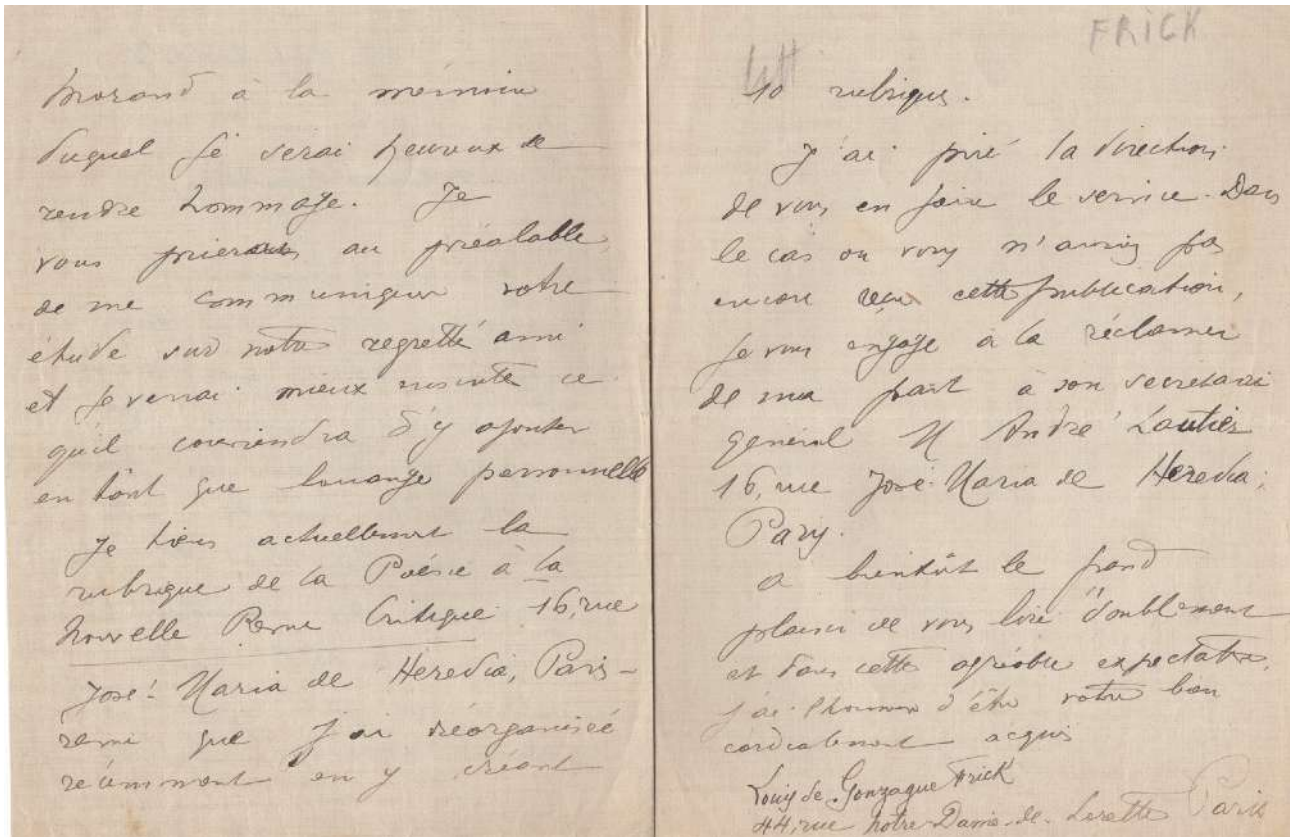 Morand à la mémoire
duquel je serai heureux de
rendre hommage. Je
vous prierais au préalable
de me communiquer votre
étude sur notre regretté ami
et je verrai mieux ensuite ce
qu'il conviendra d'y ajouter
en tant que louange personnelle
Je tiens actuellement la
rubrique de la Poésie à la
Nouvelle Revue Critique 16, rue
José-Maria de Heredia, Paris -
revue que j'ai réorganisé
récemment en y créant
FRICK
10 rubriques.
J'ai prié la direction
de vous en faire le service. Dans
le cas ou vous n'auriez pas
encore reçu cette publication,
je vous engage à la réclamer
de ma part à son secrétaire
général M André Lautier
16, rue José-Maria de Heredia,
Paris.
a bientôt le grand
plaisir de vous lire doublement
et dans cette agréable expectative,
j'ai l'honneur d'être votre bien
cordialement acquis
Louis de Gonzague Frick
44, rue Notre-Dame-de-Lorette Paris